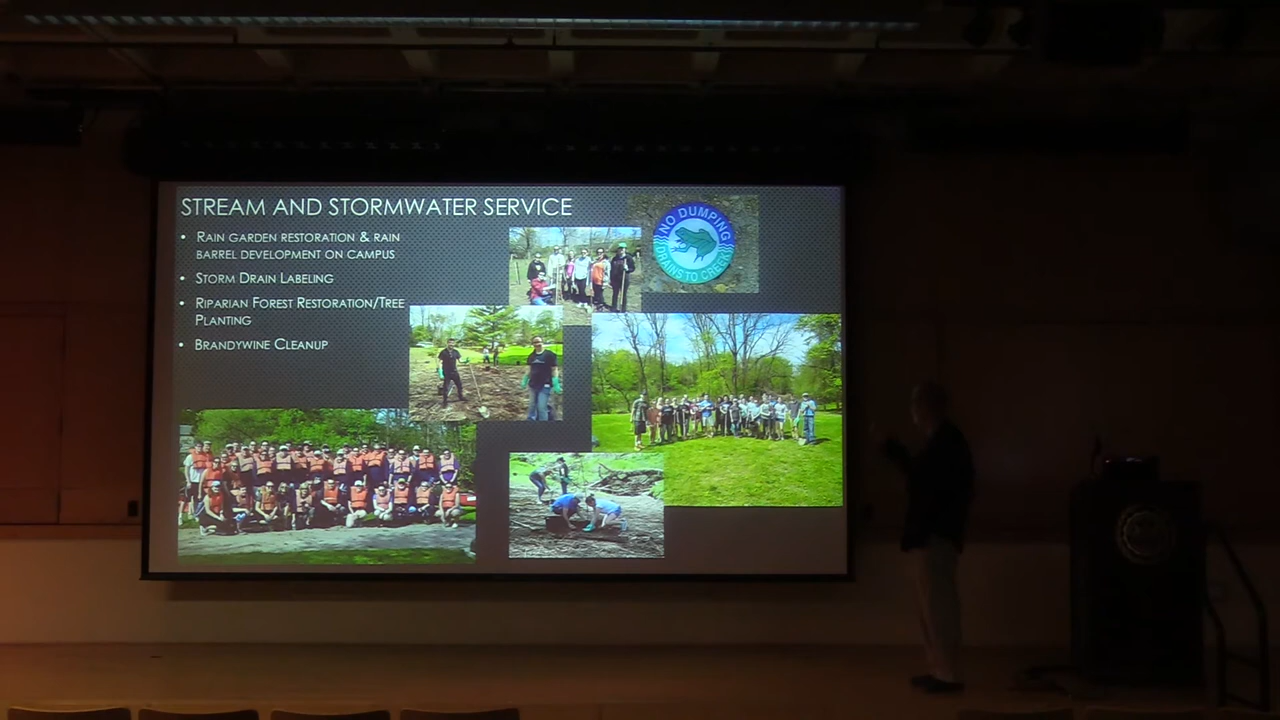 STREAM AND STORMWATER SERVICE
• RAIN GARDEN RESTORATION & RAIN
BARREL DEVELOPMENT ON CAMPUS
• STORM DRAIN LABELING
• RIPARIAN FOREST RESTORATION/TREE
PLANTING
• BRANDYWINE CLEANUP
NO DUMPING
DRAINS TO CREEK